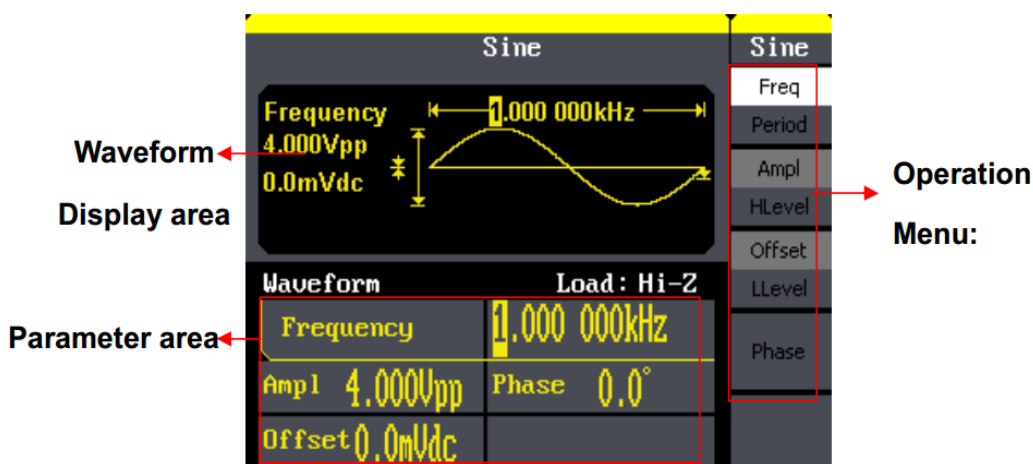 Sine
Sine
Frequency
1.000 000kHz
4.000Vpp
0.0mVdc
Waveform
Display area
Freq
Period
Ampl
HLevel
Offset
LLevel
Phase
Operation
Menu:
Waveform
Load: Hi-Z
Parameter area
Frequency
1.000 000kHz
Ampl 4.000Vpp
Phase 0.0°
Offset 0.0mVdc